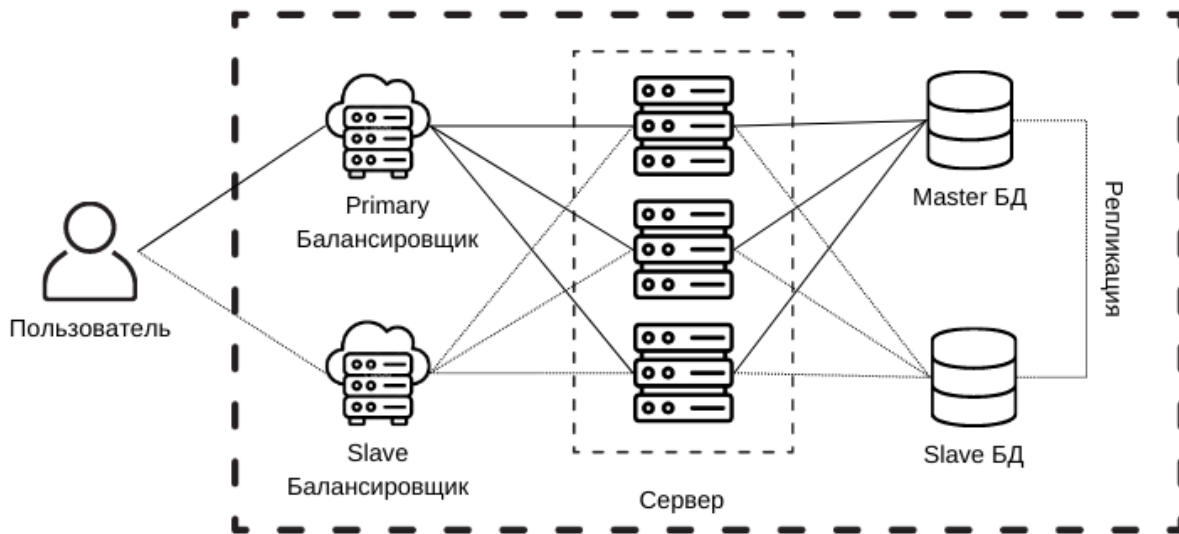 Primary
Балансировщик
Master БД
Репликация
Пользователь
Slave
Балансировщик
Slave БД
Сервер